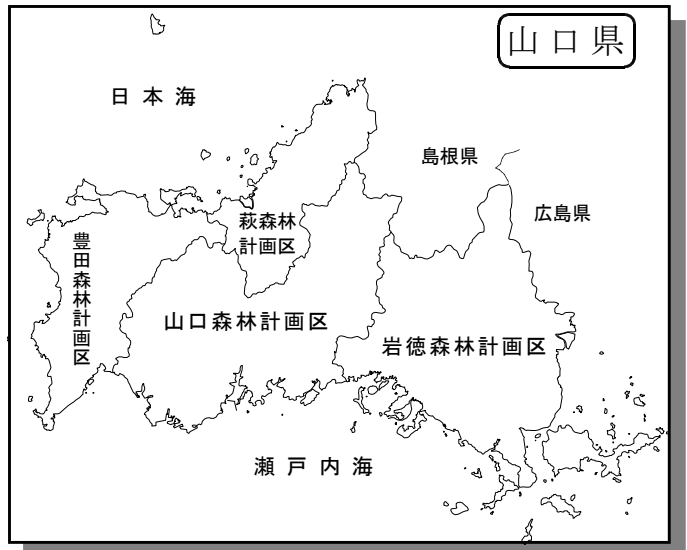 山口県
日本海
島根県
広島県
萩森林
計画区
豊田森林計画区
山口森林計画区
岩徳森林計画区
瀬戸内海